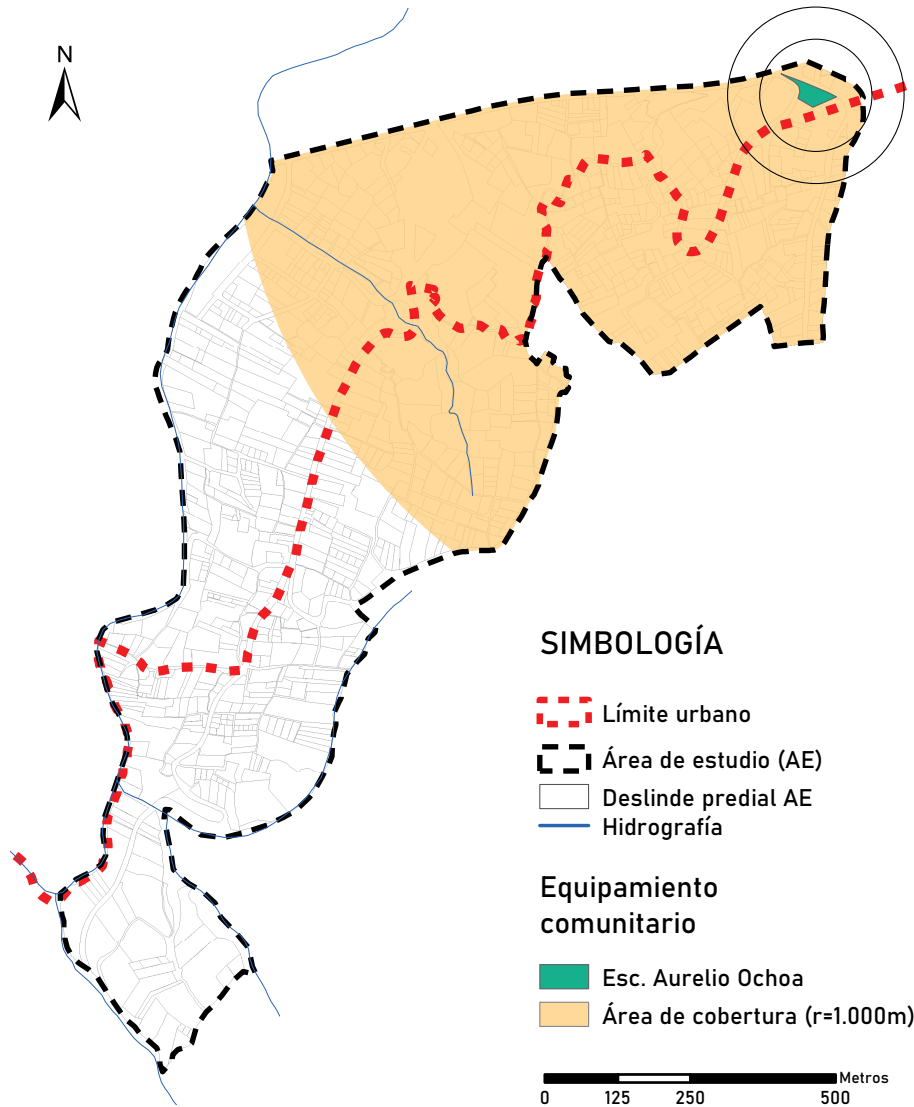 N
SIMBOLOGÍA
Límite urbano
Área de estudio (AE)
Deslinde predial AE
Hidrografía
Equipamiento
comunitario
Esc. Aurelio Ochoa
Área de cobertura (r=1.000m)
Metros
0 125 250 500